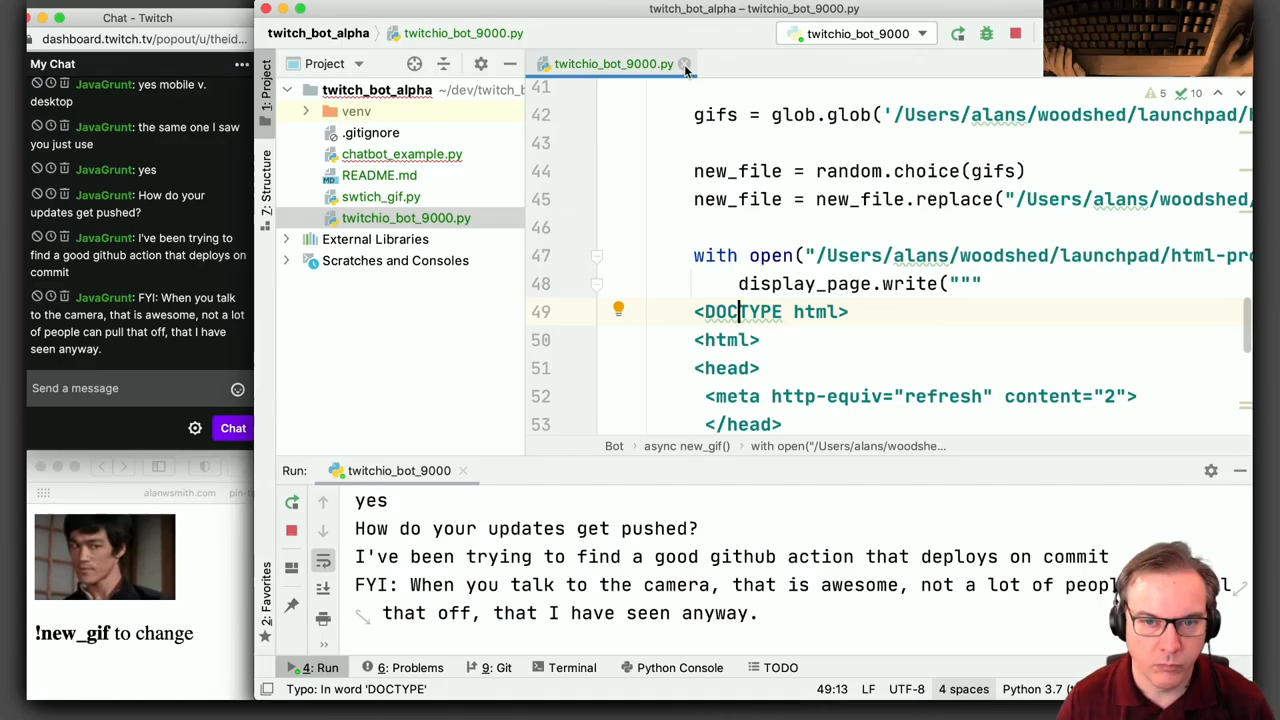 Chat - Twitch
dashboard.twitch.tv/popout/u/theid...
My Chat
JavaGrunt: yes mobile v.
desktop
JavaGrunt: the same one I saw
you just use
JavaGrunt: yes
JavaGrunt: How do your
updates get pushed?
JavaGrunt: I've been trying to
find a good github action that
deploys on commit
JavaGrunt: FYI: When you talk
to the camera, that is awesome, not a lot
of people can pull that off, that I have
seen anyway.
Send a message
Chat
alanwsmith.com
!new_gif to change
twitch_bot_alpha – twitchio_bot_9000.py
twitch_bot_alpha
twitchio_bot_9000.py
twitchio_bot_9000
1: Project
7: Structure
2: Favorites
Project
twitch_bot_alpha ~/dev/twitch_b
venv
.gitignore
chatbot_example.py
README.md
swtich_gif.py
twitchio_bot_9000.py
External Libraries
Scratches and Consoles
twitchio_bot_9000.py
5 10
41
42 gifs = glob.glob('/Users/alans/woodshed/launchpad/h
43
44 new_file = random.choice(gifs)
45 new_file = new_file.replace("/Users/alans/woodshed/
46
47 with open("/Users/alans/woodshed/launchpad/html-pro
48 display_page.write("""
49 <DOCTYPE html>
50 <html>
51 <head>
52 <meta http-equiv="refresh" content="2">
53 </head>
Bot async new_gif() with open("/Users/alans/woodshe...
Run: twitchio_bot_9000
yes
How do your updates get pushed?
I've been trying to find a good github action that deploys on commit
FYI: When you talk to the camera, that is awesome, not a lot of
that off, that I have seen anyway.
4: Run 6: Problems 9: Git Terminal Python Console TODO
Typo: In word 'DOCTYPE' 49:13 LF UTF-8 4 spaces Python 3.7